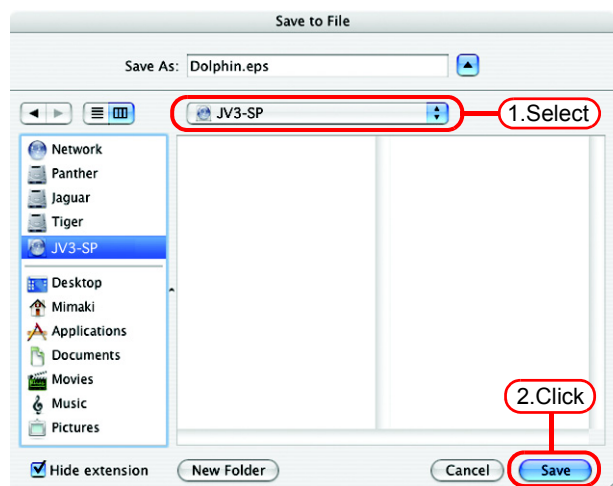 Save to File
Save As: Dolphin.eps
JV3-SP
1.Select
Network
Panther
Jaguar
Tiger
JV3-SP
Desktop
Mimaki
Applications
Documents
Movies
Music
Pictures
2.Click
Hide extension
New Folder
Cancel
Save